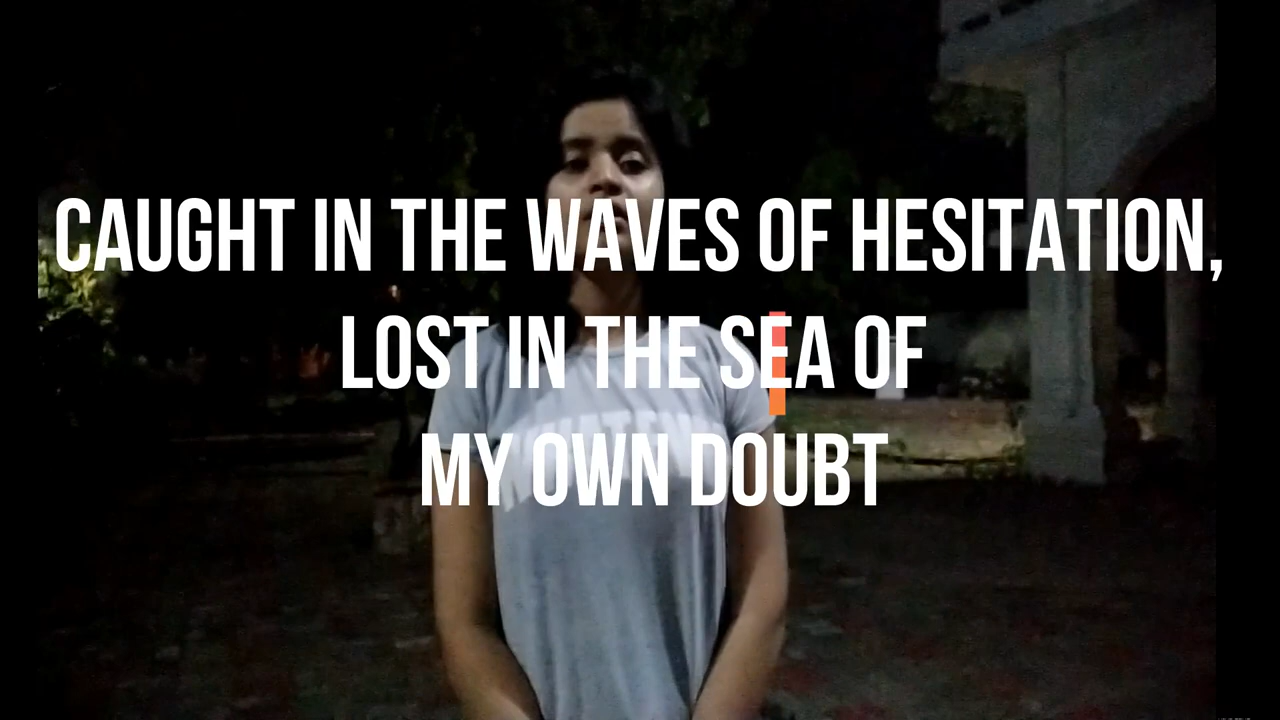 CAUGHT IN THE WAVES OF HESITATION,
LOST IN THE SEA OF
MY OWN DOUBT